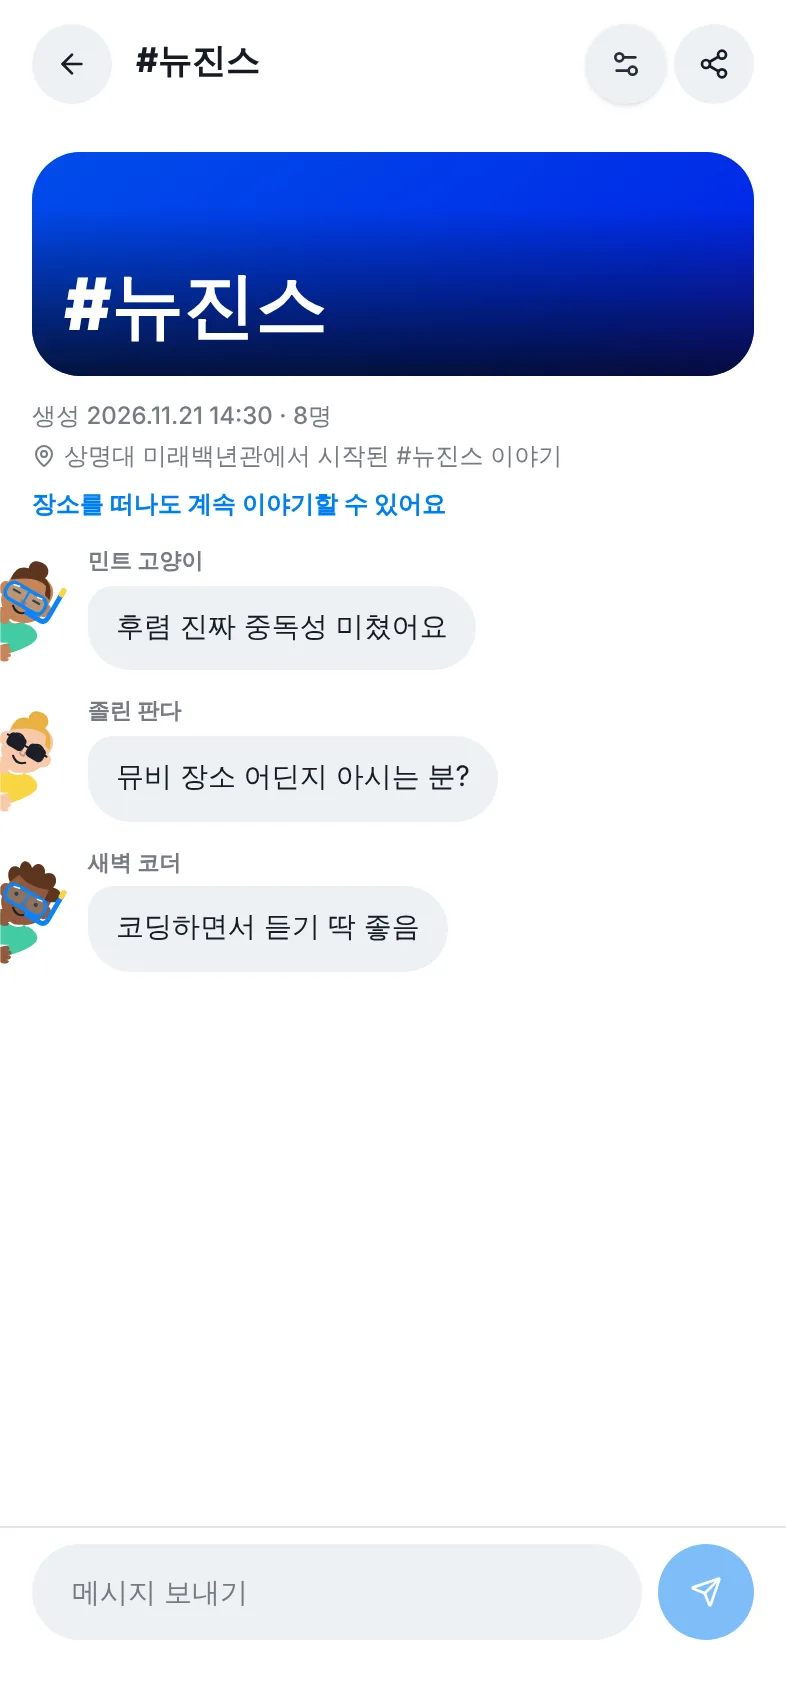 #뉴진스
#뉴진스
생성 2026.11.21 14:30 · 8명
상명대 미래백년관에서 시작된 #뉴진스 이야기
장소를 떠나도 계속 이야기할 수 있어요
민트 고양이
후렴 진짜 중독성 미쳤어요
졸린 판다
뮤비 장소 어딘지 아시는 분?
새벽 코더
코딩하면서 듣기 딱 좋음
메시지 보내기